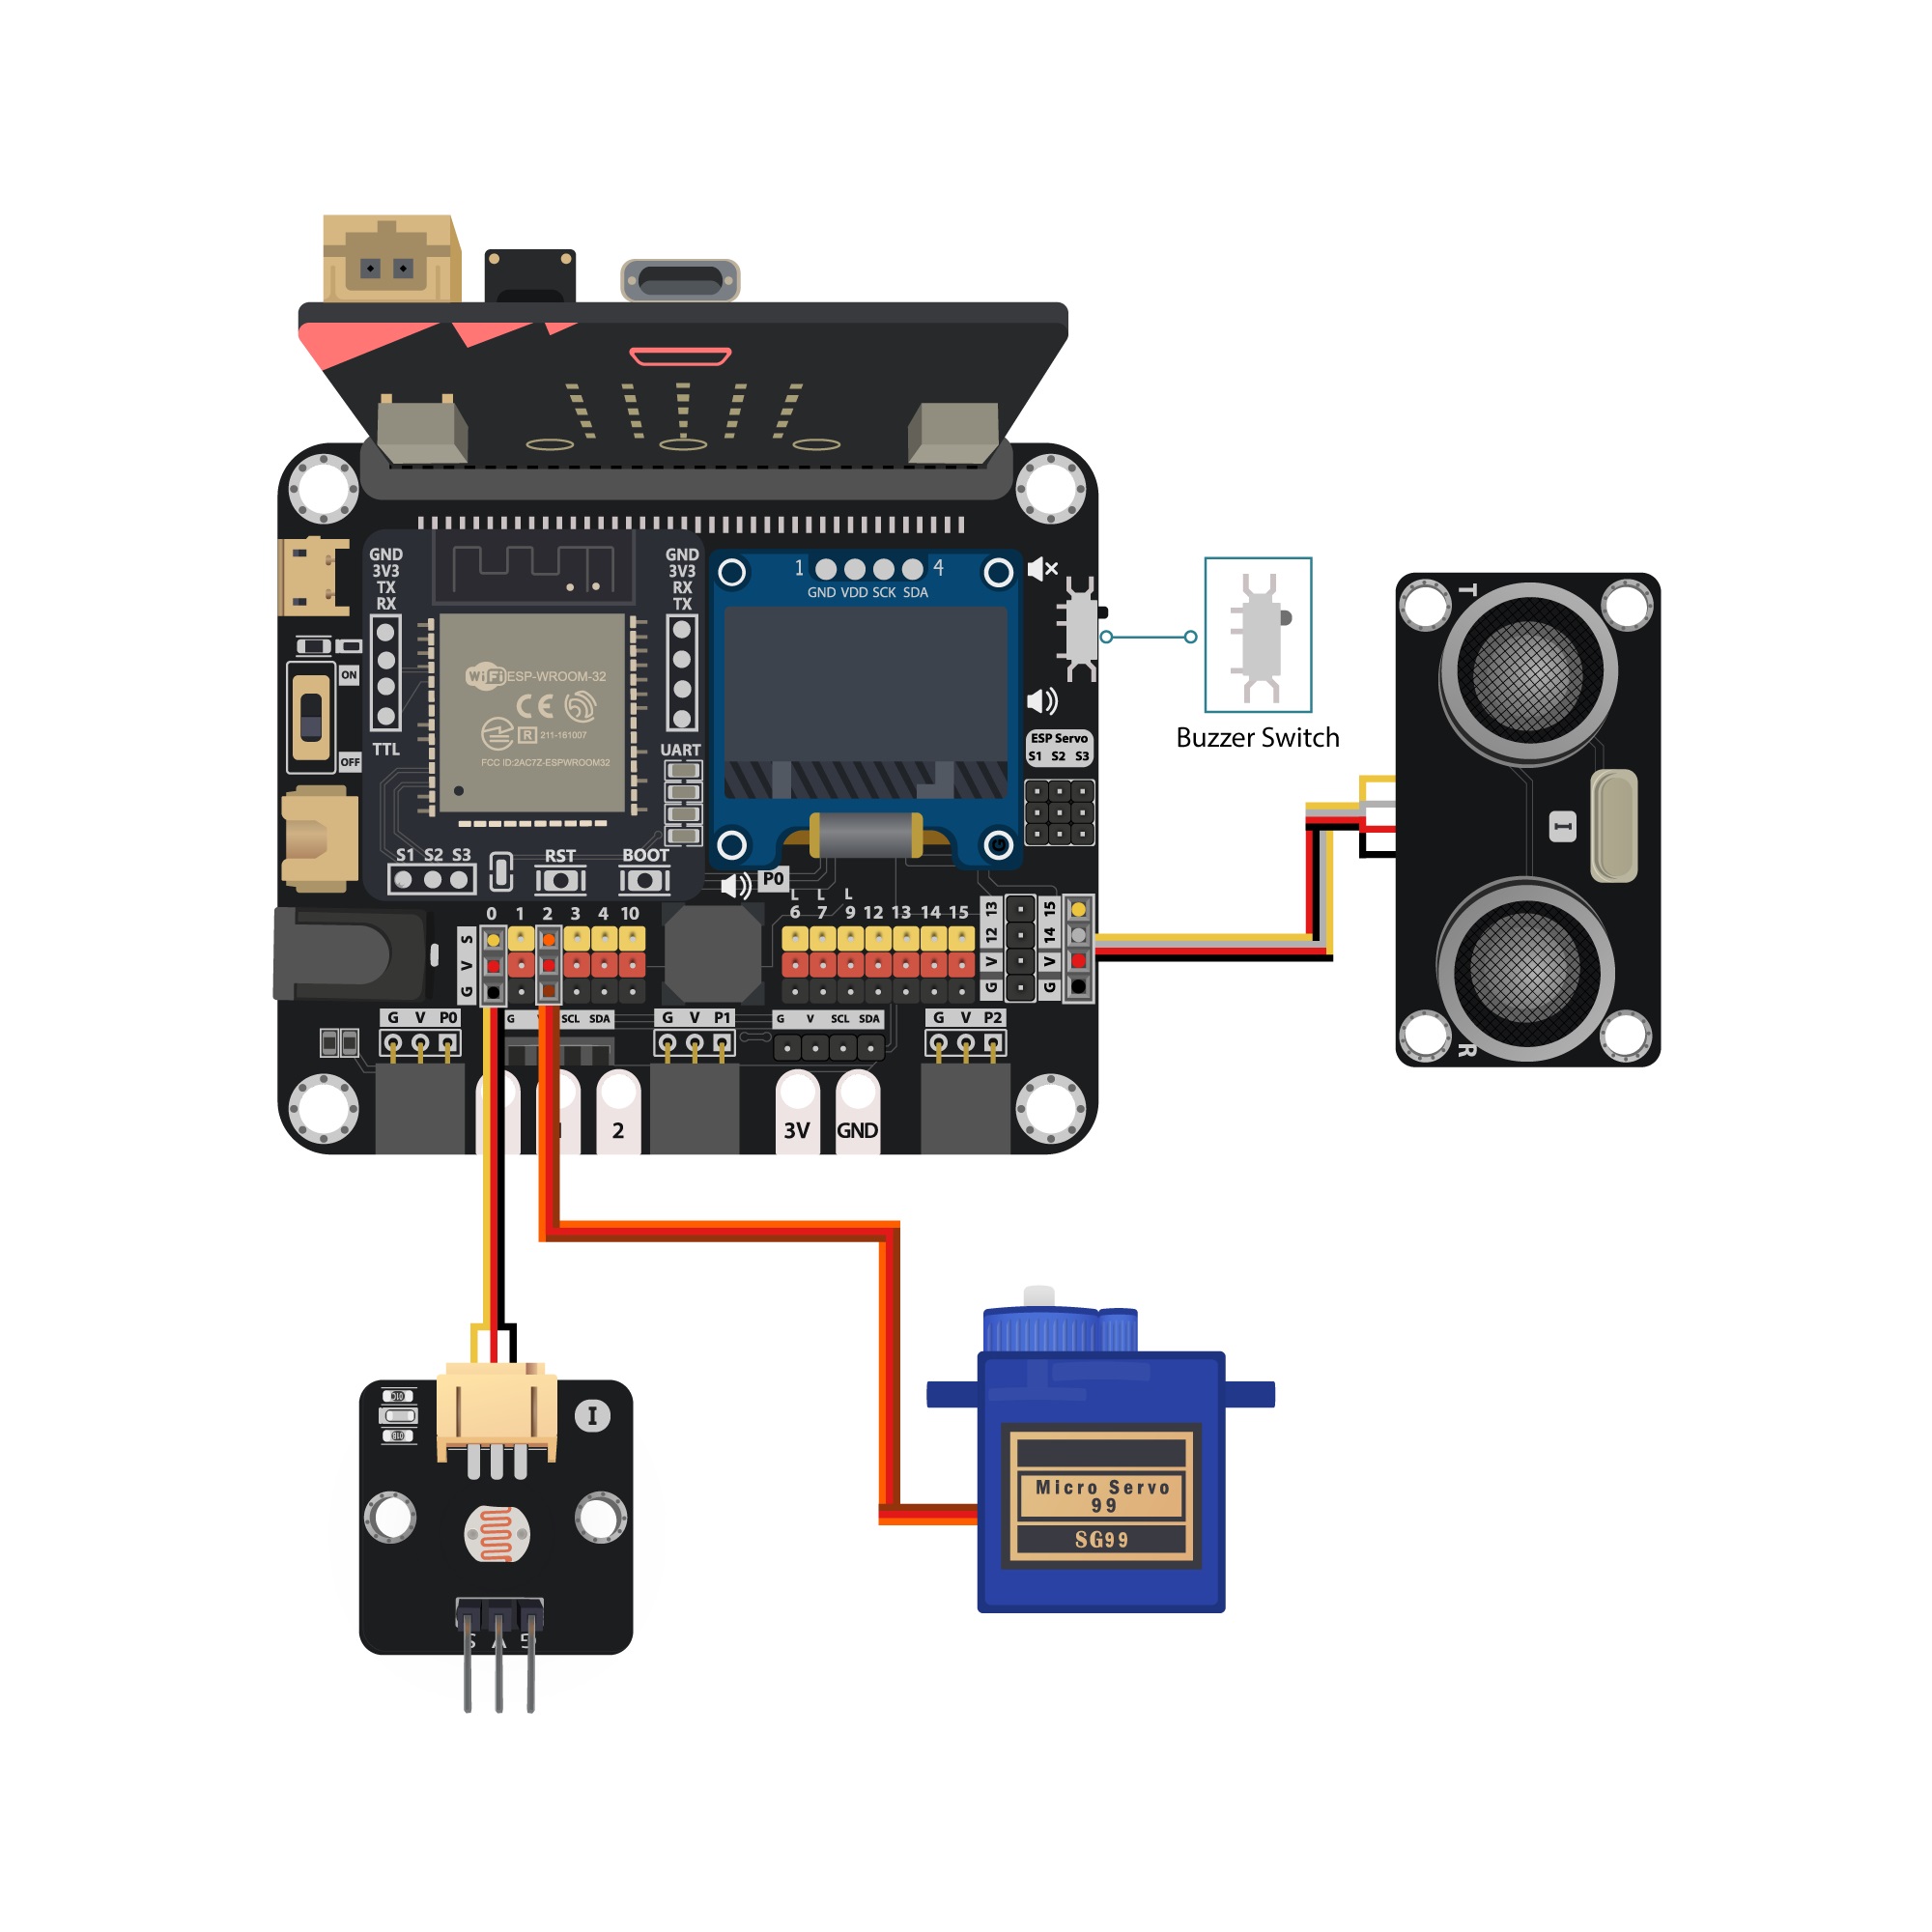 GND
3V3
TX
RX
TTL
GND
3V3
RX
TX
UART
ON
OFF
WiFi ESP-WROOM-32
CE
R 211-161007
FCC ID:2AC7Z-ESPWROOM32
S1 S2 S3
RST
BOOT
1 4
GND VDD SCK SDA
ESP Servo
S1 S2 S3
Buzzer Switch
T
I
R
P0
L L L
0 1 2 3 4 10
6 7 9 12 13 14 15
S
V
G
13
12
V
G
15
14
V
G
G V P0
G SCL SDA
G V P1
G V SCL SDA
G V P2
2
3V
GND
I
Micro Servo
99
SG99